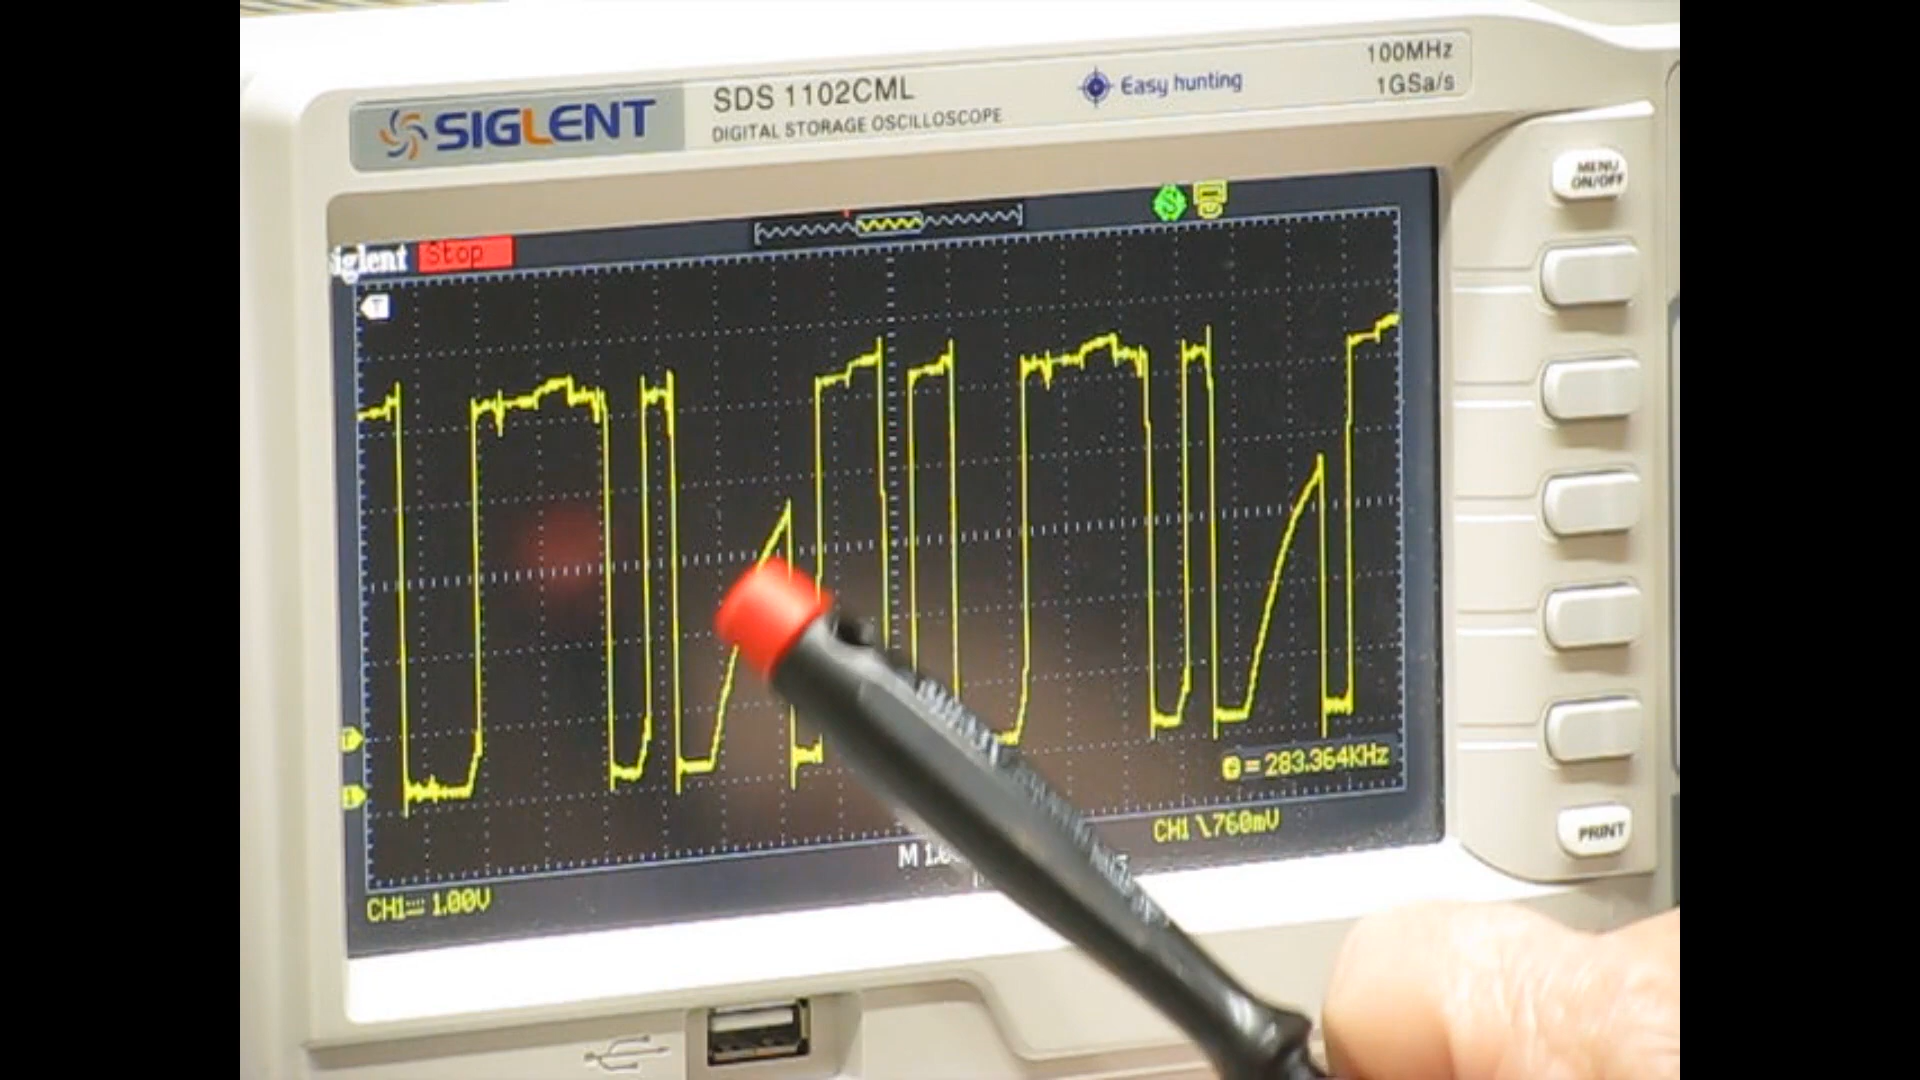 SIGLENT
SDS 1102CML
DIGITAL STORAGE OSCILLOSCOPE
Easy hunting
100MHz
1GSa/s
MENU
ON/OFF
iglent
Stop
= 283.364KHz
CH1 760mV
M
CH1 1.00V
PRINT